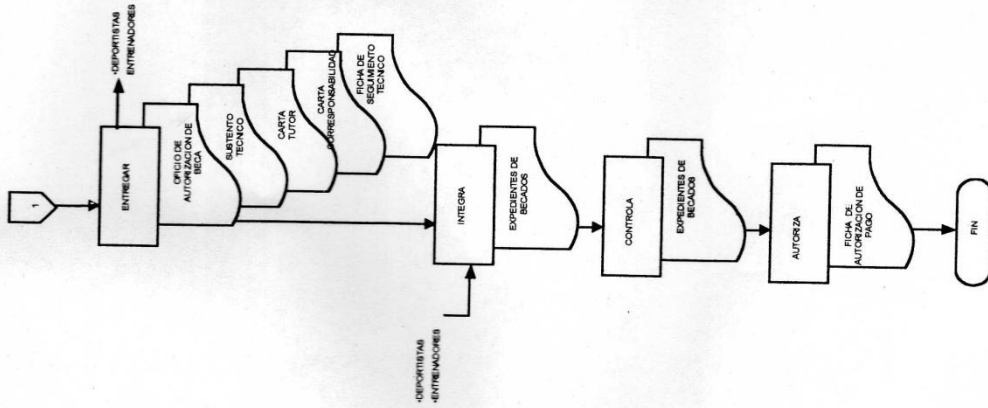 1
•DEPORTISTAS
ENTRENADORES
ENTREGAR
OFICIO DE
AUTORIZACION DE
BECA
SUSTENTO
TECNICO
CARTA
TUTOR
CARTA
CORRESPONSABILIDAD
FICHA DE
SEGUIMIENTO
TECNICO
•DEPORTISTAS
•ENTRENADORES
INTEGRA
EXPEDIENTES DE
BECADOS
CONTROLA
EXPEDIENTES DE
BECADOS
AUTORIZA
FICHA DE
AUTORIZACION DE
PAGO
FIN